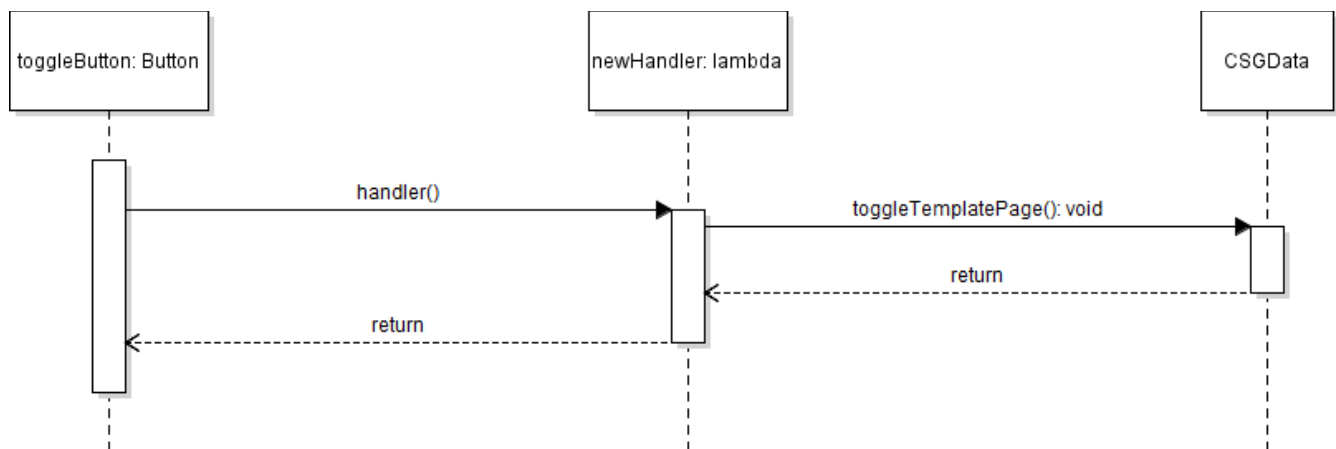 toggleButton: Button
newHandler: lambda
CSGData
handler()
toggleTemplatePage(): void
return
return